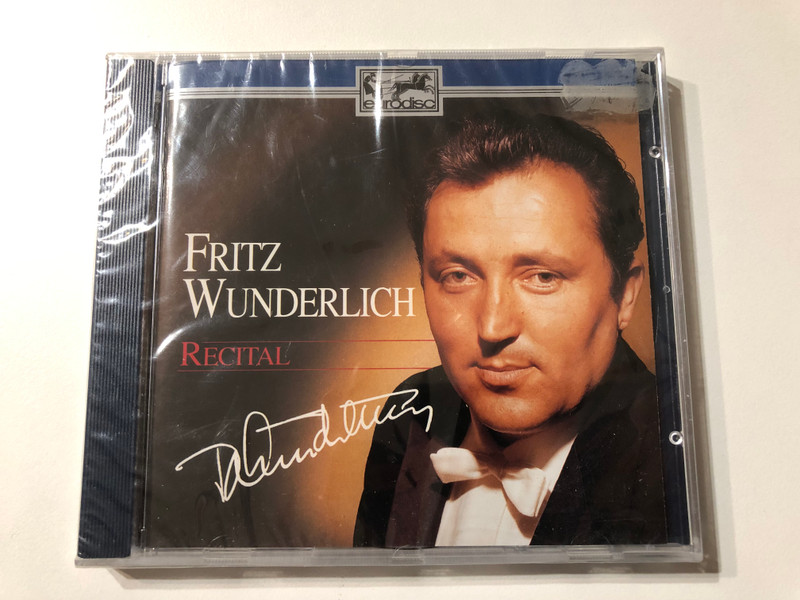 eurodisc
FRITZ
WUNDERLICH
RECITAL